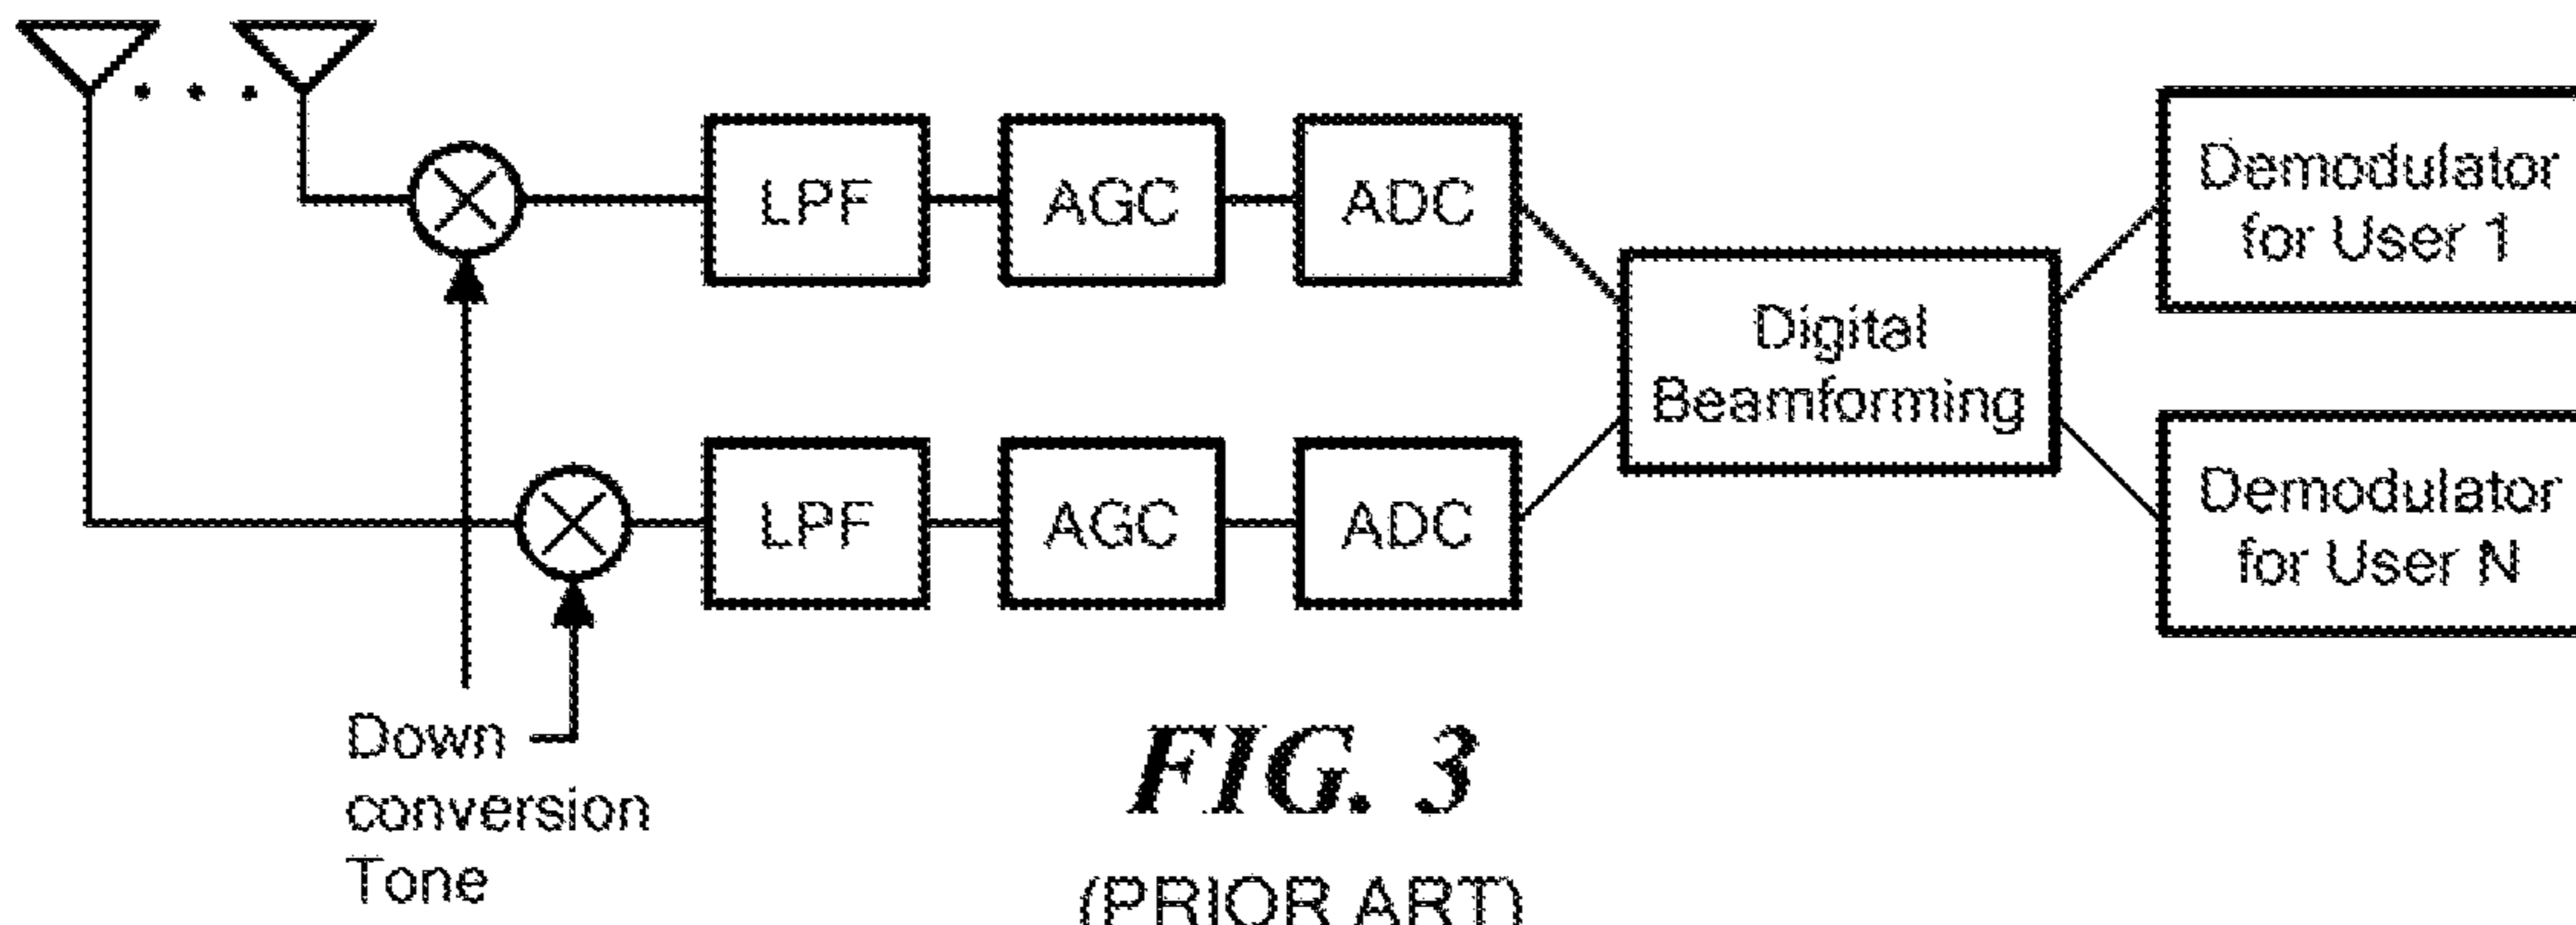 LPF
AGC
ADC
Demodulator
for User 1
Digital
Beamforming
LPF
AGC
ADC
Demodulator
for User N
Down
conversion
Tone
FIG. 3
(PRIOR ART)